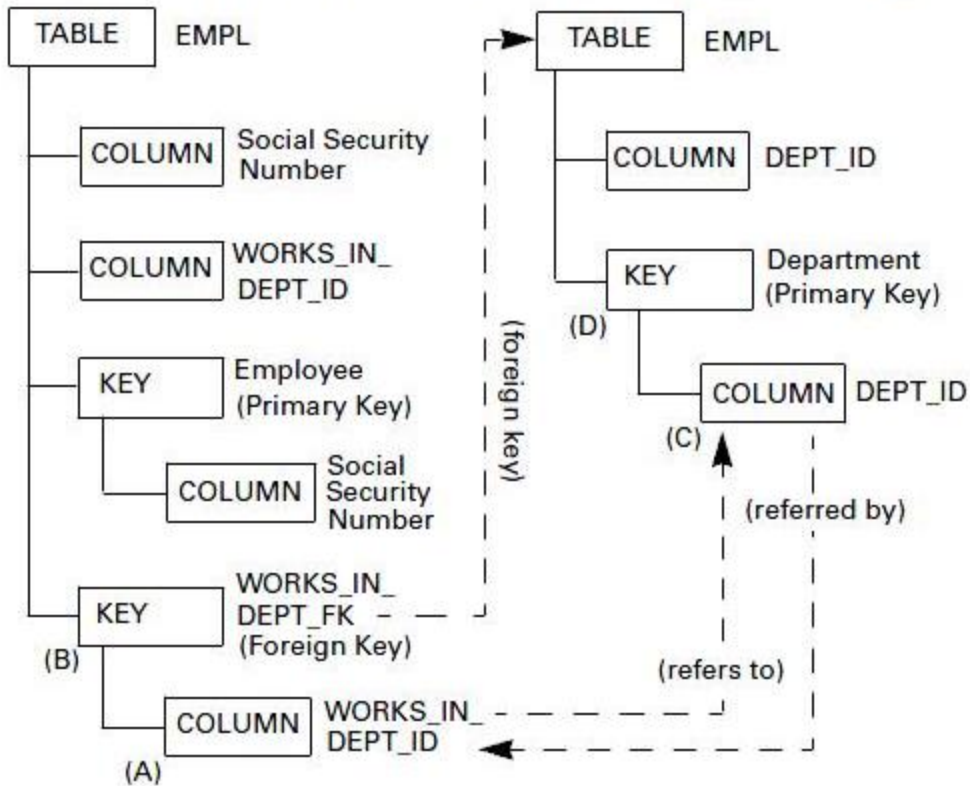 TABLE EMPL
COLUMN Social Security
Number
COLUMN WORKS_IN_
DEPT_ID
KEY Employee
(Primary Key)
COLUMN Social
Security
Number
KEY WORKS_IN_
DEPT_FK
(Foreign Key)
(B)
COLUMN WORKS_IN_
DEPT_ID
(A)
(foreign key)
TABLE EMPL
COLUMN DEPT_ID
KEY Department
(Primary Key)
(D)
COLUMN DEPT_ID
(C)
(referred by)
(refers to)